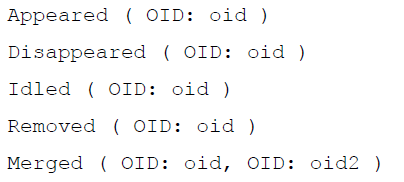 Appeared ( OID: oid )
Disappeared ( OID: oid )
Idled ( OID: oid )
Removed ( OID: oid )
Merged ( OID: oid, OID: oid2 )